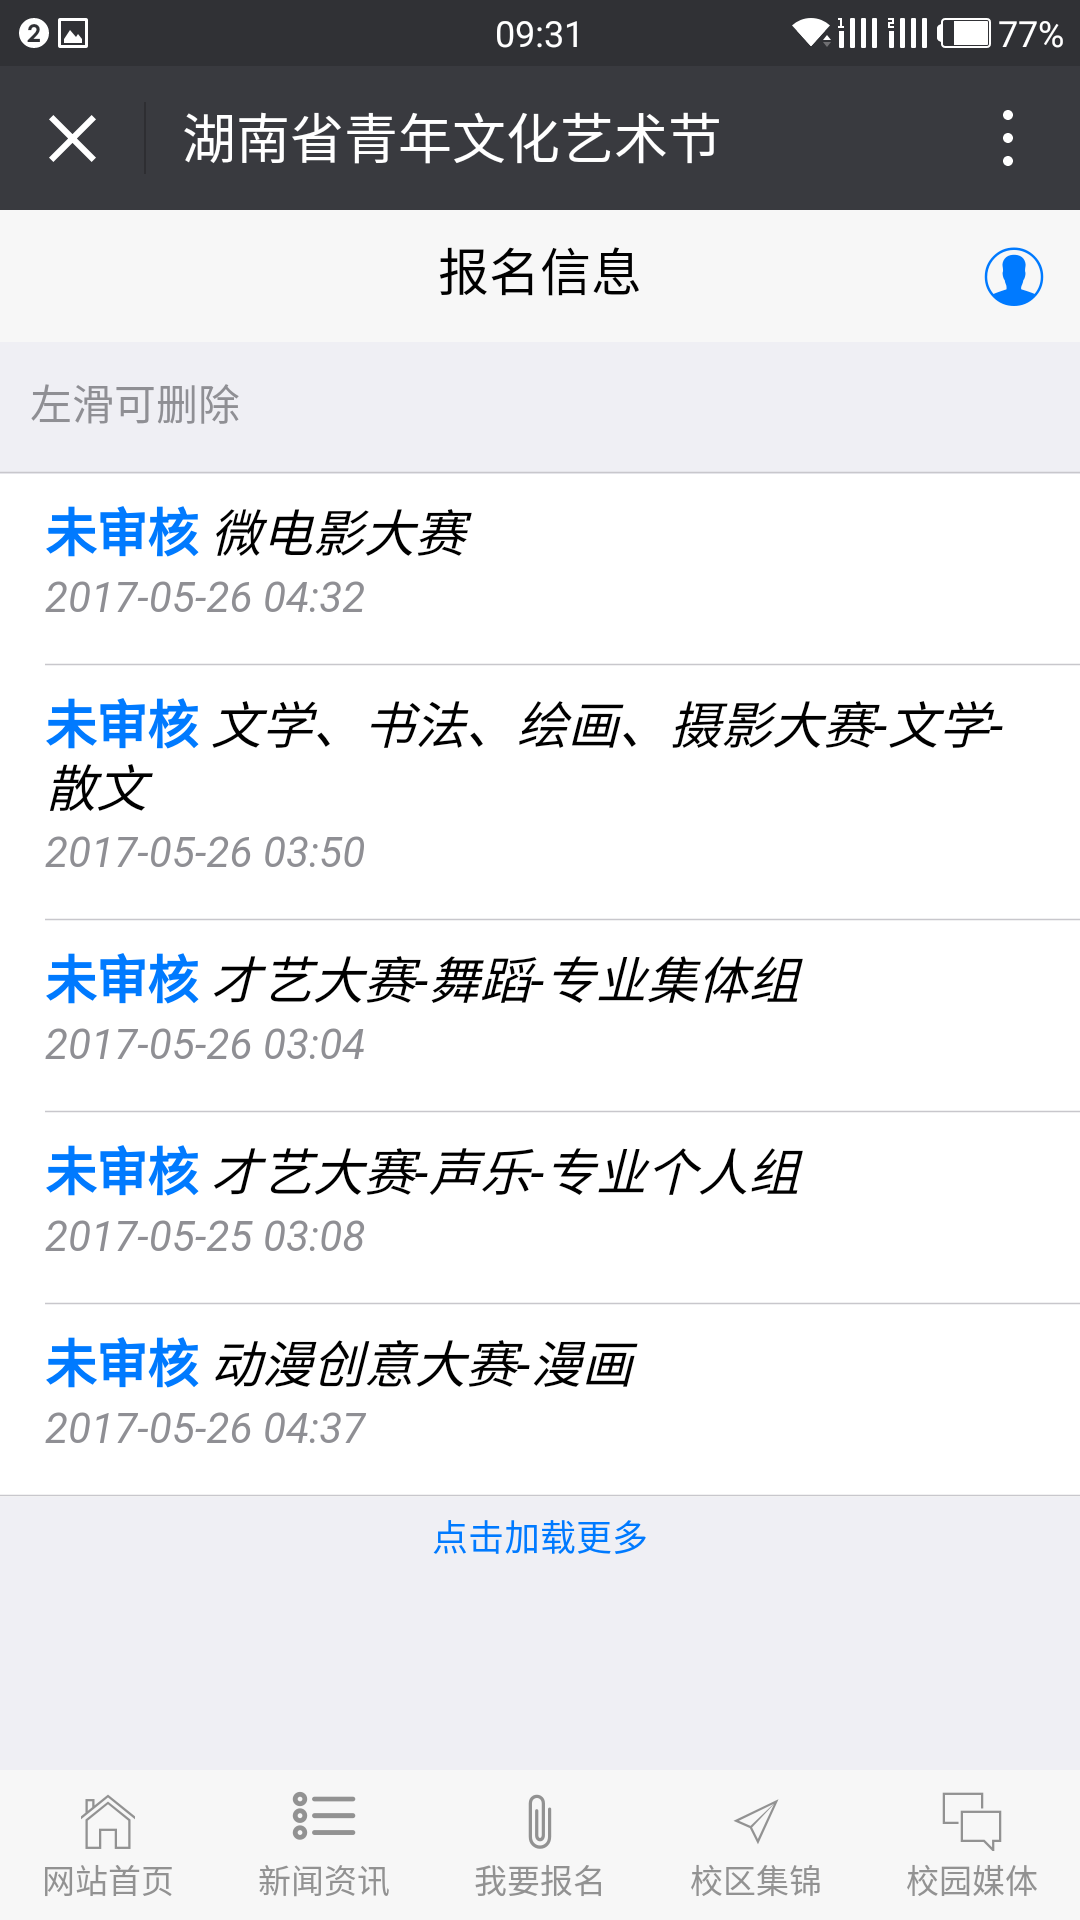 2
09:31
1
2
77%
湖南省青年文化艺术节
报名信息
左滑可删除
未审核 微电影大赛
2017-05-26 04:32
未审核 文学、书法、绘画、摄影大赛-文学-
散文
2017-05-26 03:50
未审核 才艺大赛-舞蹈-专业集体组
2017-05-26 03:04
未审核 才艺大赛-声乐-专业个人组
2017-05-25 03:08
未审核 动漫创意大赛-漫画
2017-05-26 04:37
点击加载更多
网站首页 新闻资讯 我要报名 校区集锦 校园媒体